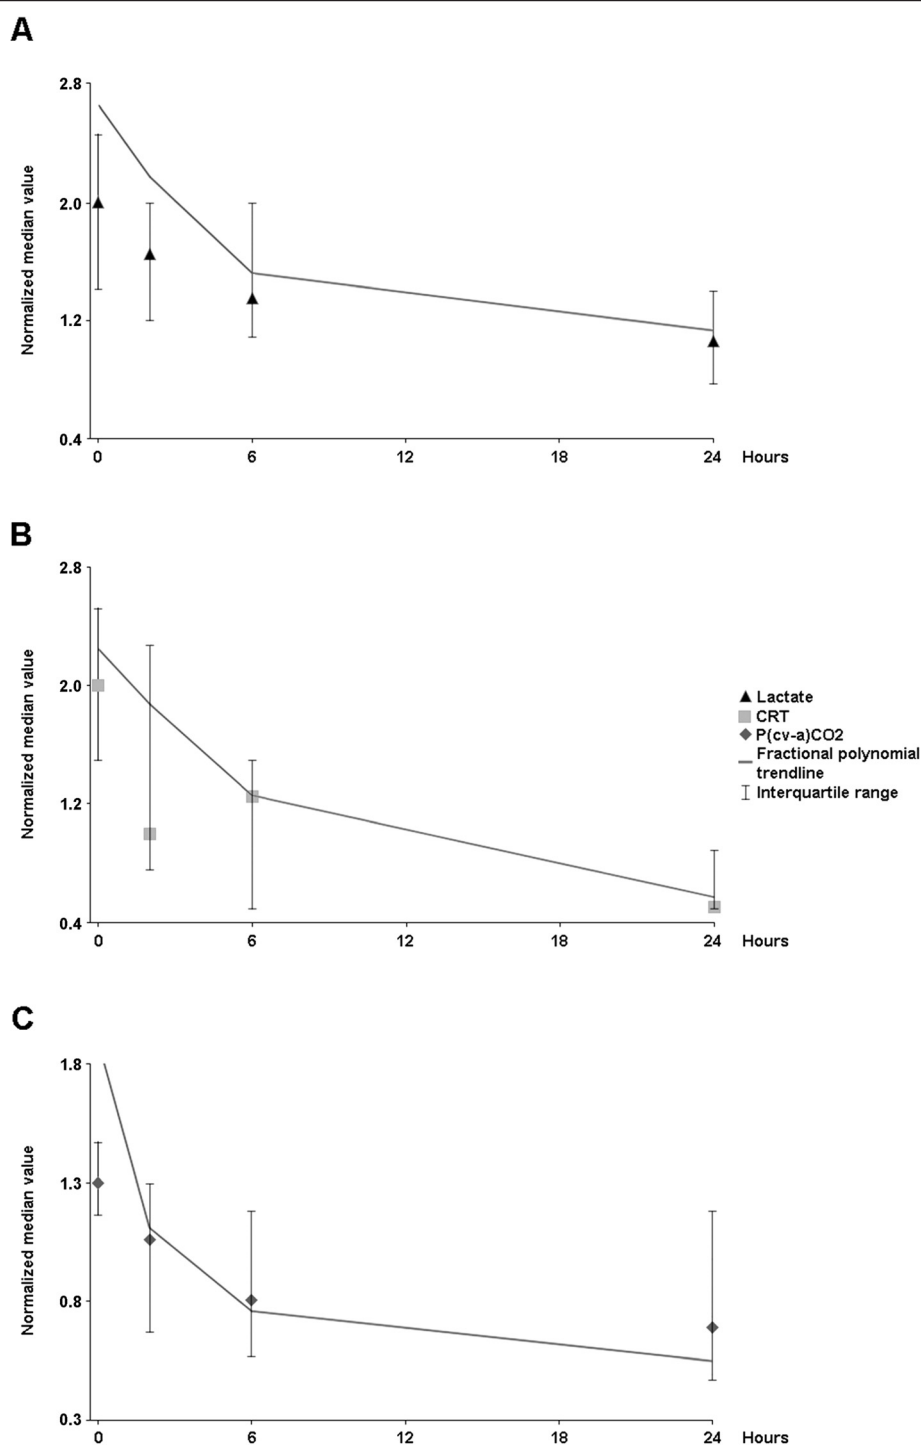 A
2.8
2.0
1.2
0.4
Normalized median value
0 6 12 18 24 Hours
B
2.8
2.0
1.2
0.4
Normalized median value
0 6 12 18 24 Hours
Lactate
CRT
P(cv-a)CO2
Fractional polynomial
trendline
Interquartile range
C
1.8
1.3
0.8
0.3
Normalized median value
0 6 12 18 24 Hours